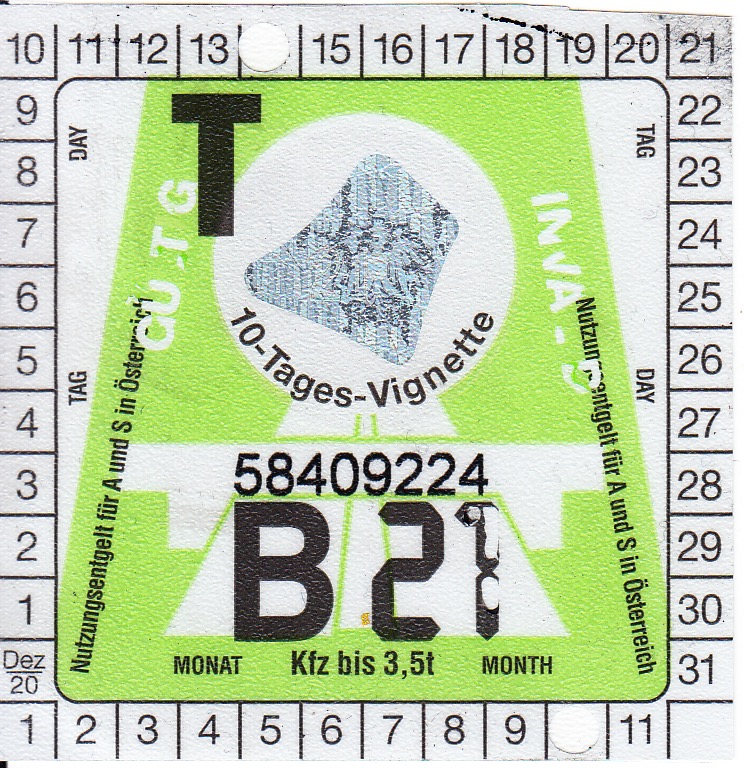 10 11 12 13 15 16 17 18 19 20 21
9 22
8 23
7 24
6 25
5 26
4 27
3 28
2 29
1 30
Dez 20 31
1 2 3 4 5 6 7 8 9 11
DAY
TAG
T
10-Tages-Vignette
TAG
DAY
Nutzungsentgelt für A und S in Österreich
Nutzungsentgelt für A und S in Österreich
58409224
B 21
MONAT Kfz bis 3,5t MONTH